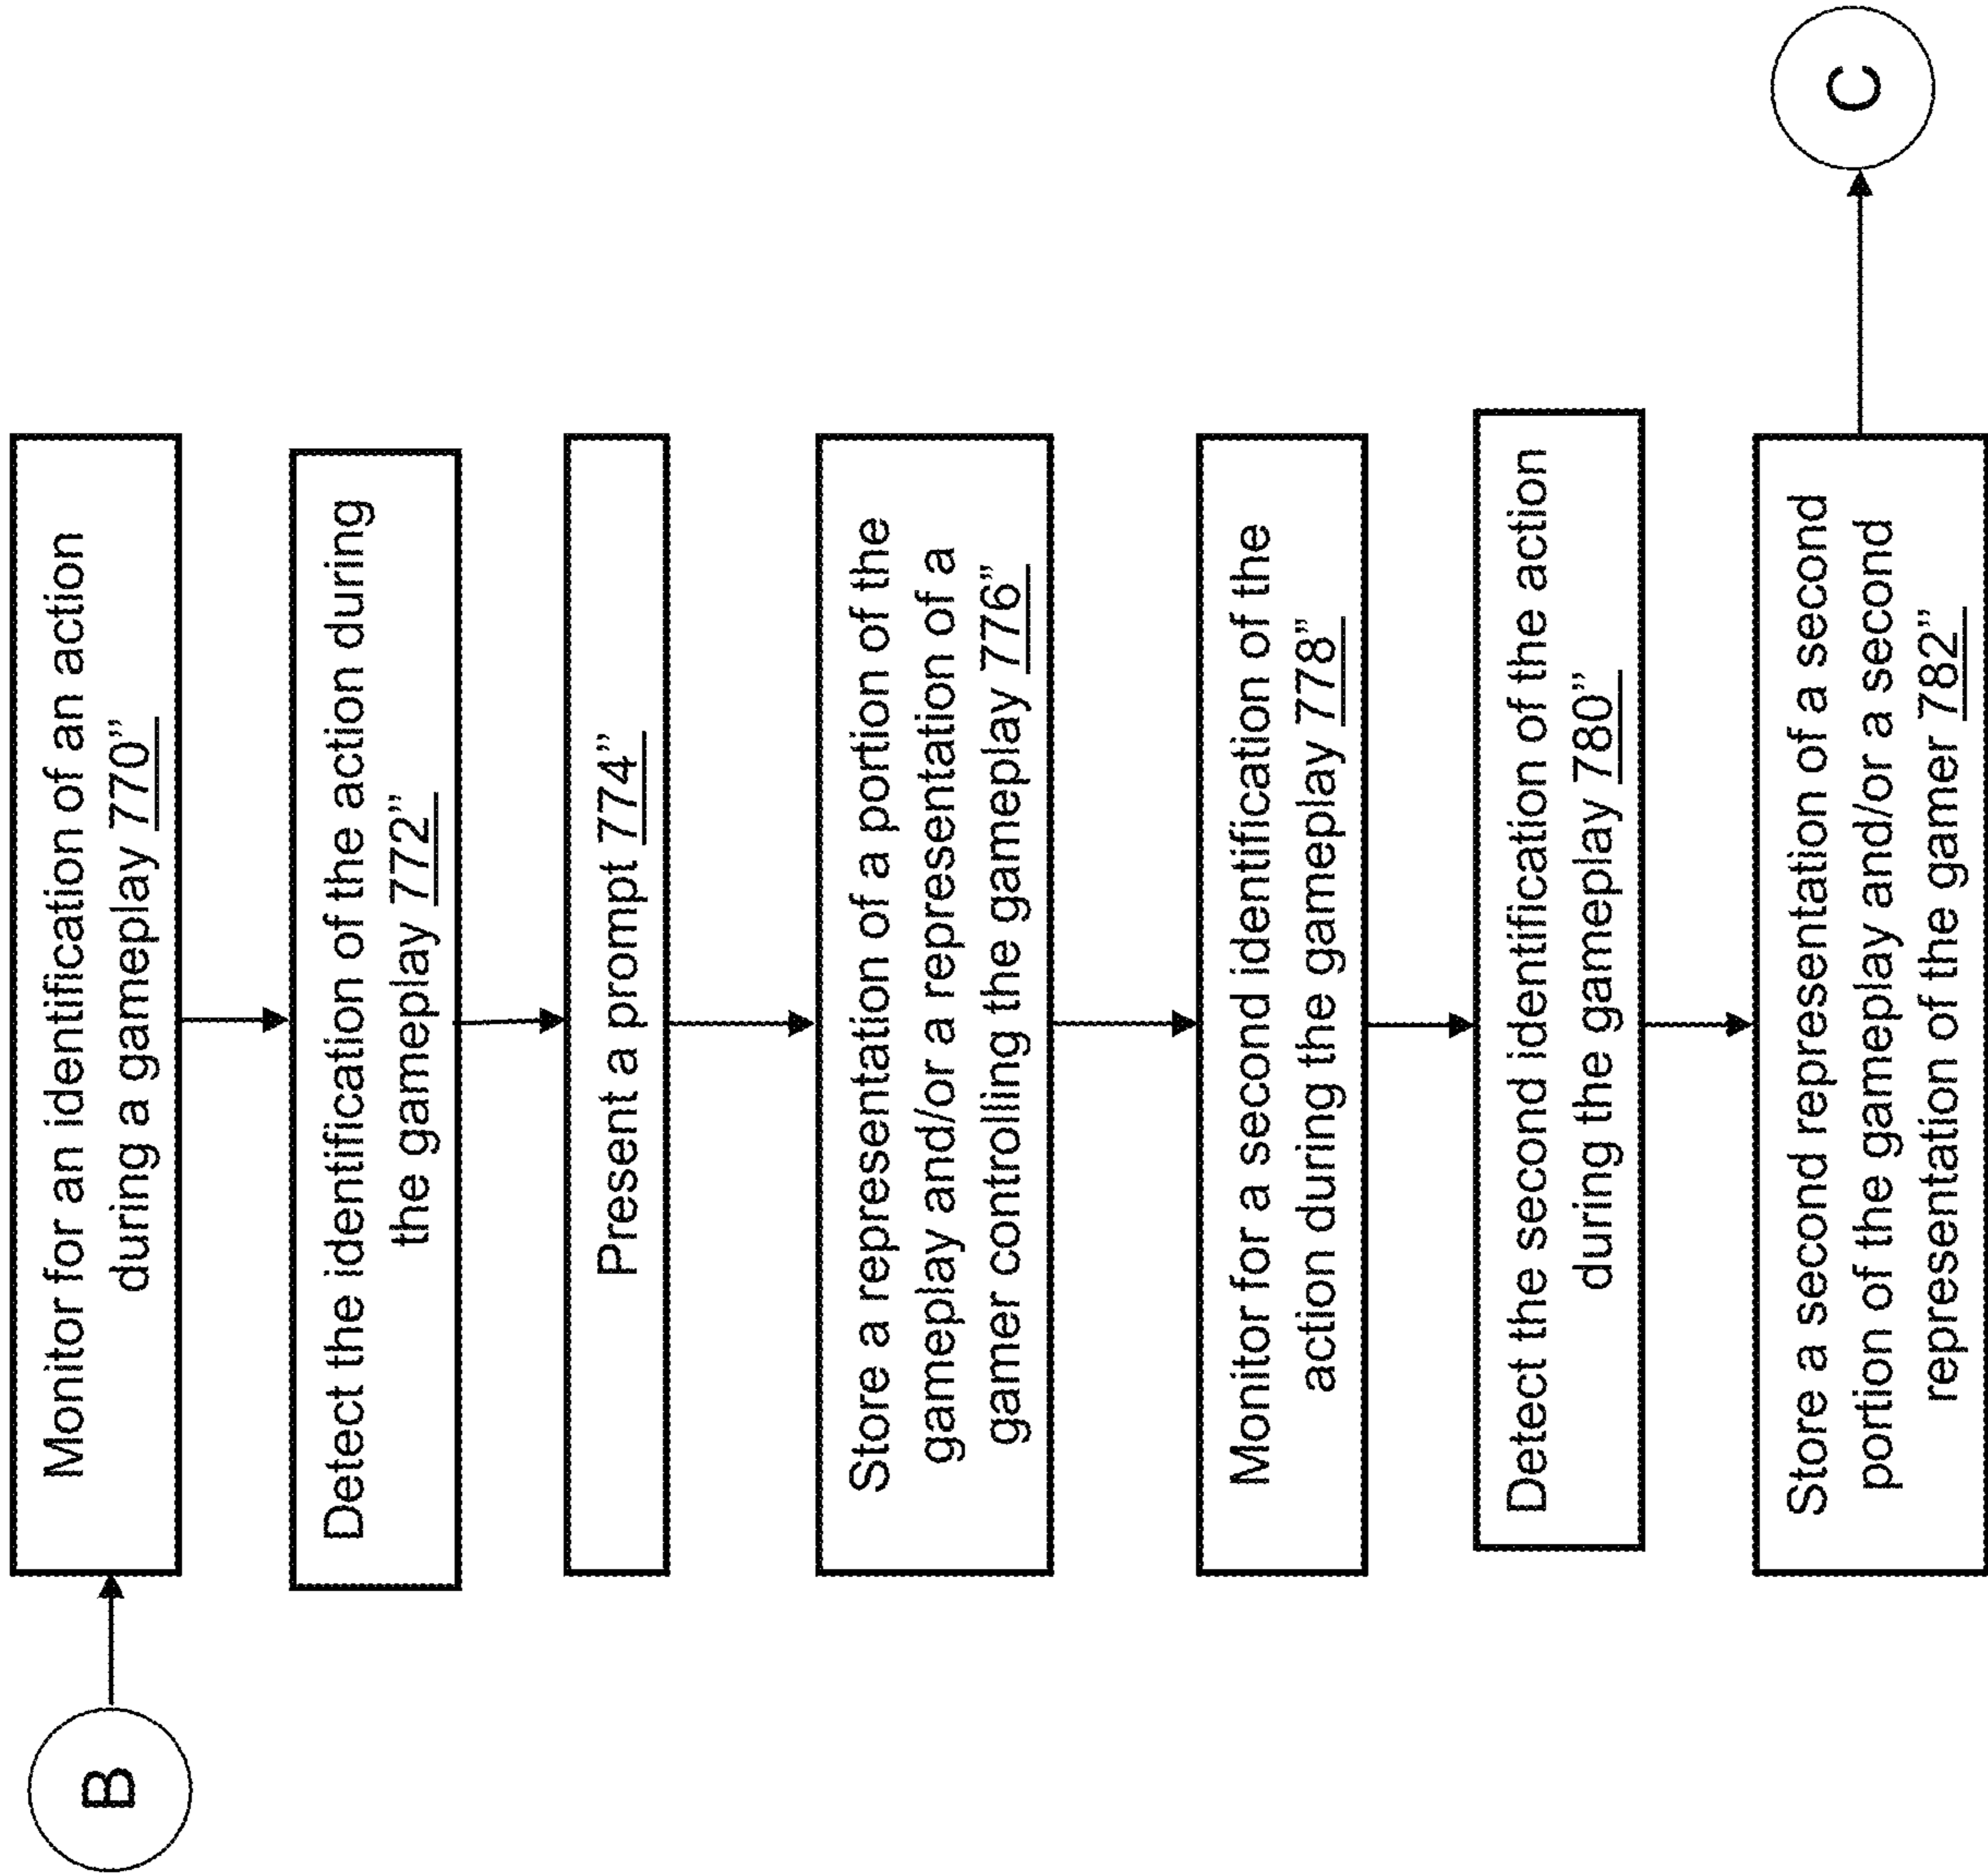 B
Monitor for an identification of an action
during a gameplay 770”
Detect the identification of the action during
the gameplay 772”
Present a prompt 774”
Store a representation of a portion of the
gameplay and/or a representation of a
gamer controlling the gameplay 776”
Monitor for a second identification of the
action during the gameplay 778”
Detect the second identification of the action
during the gameplay 780”
Store a second representation of a second
portion of the gameplay and/or a second
representation of the gamer 782”
C